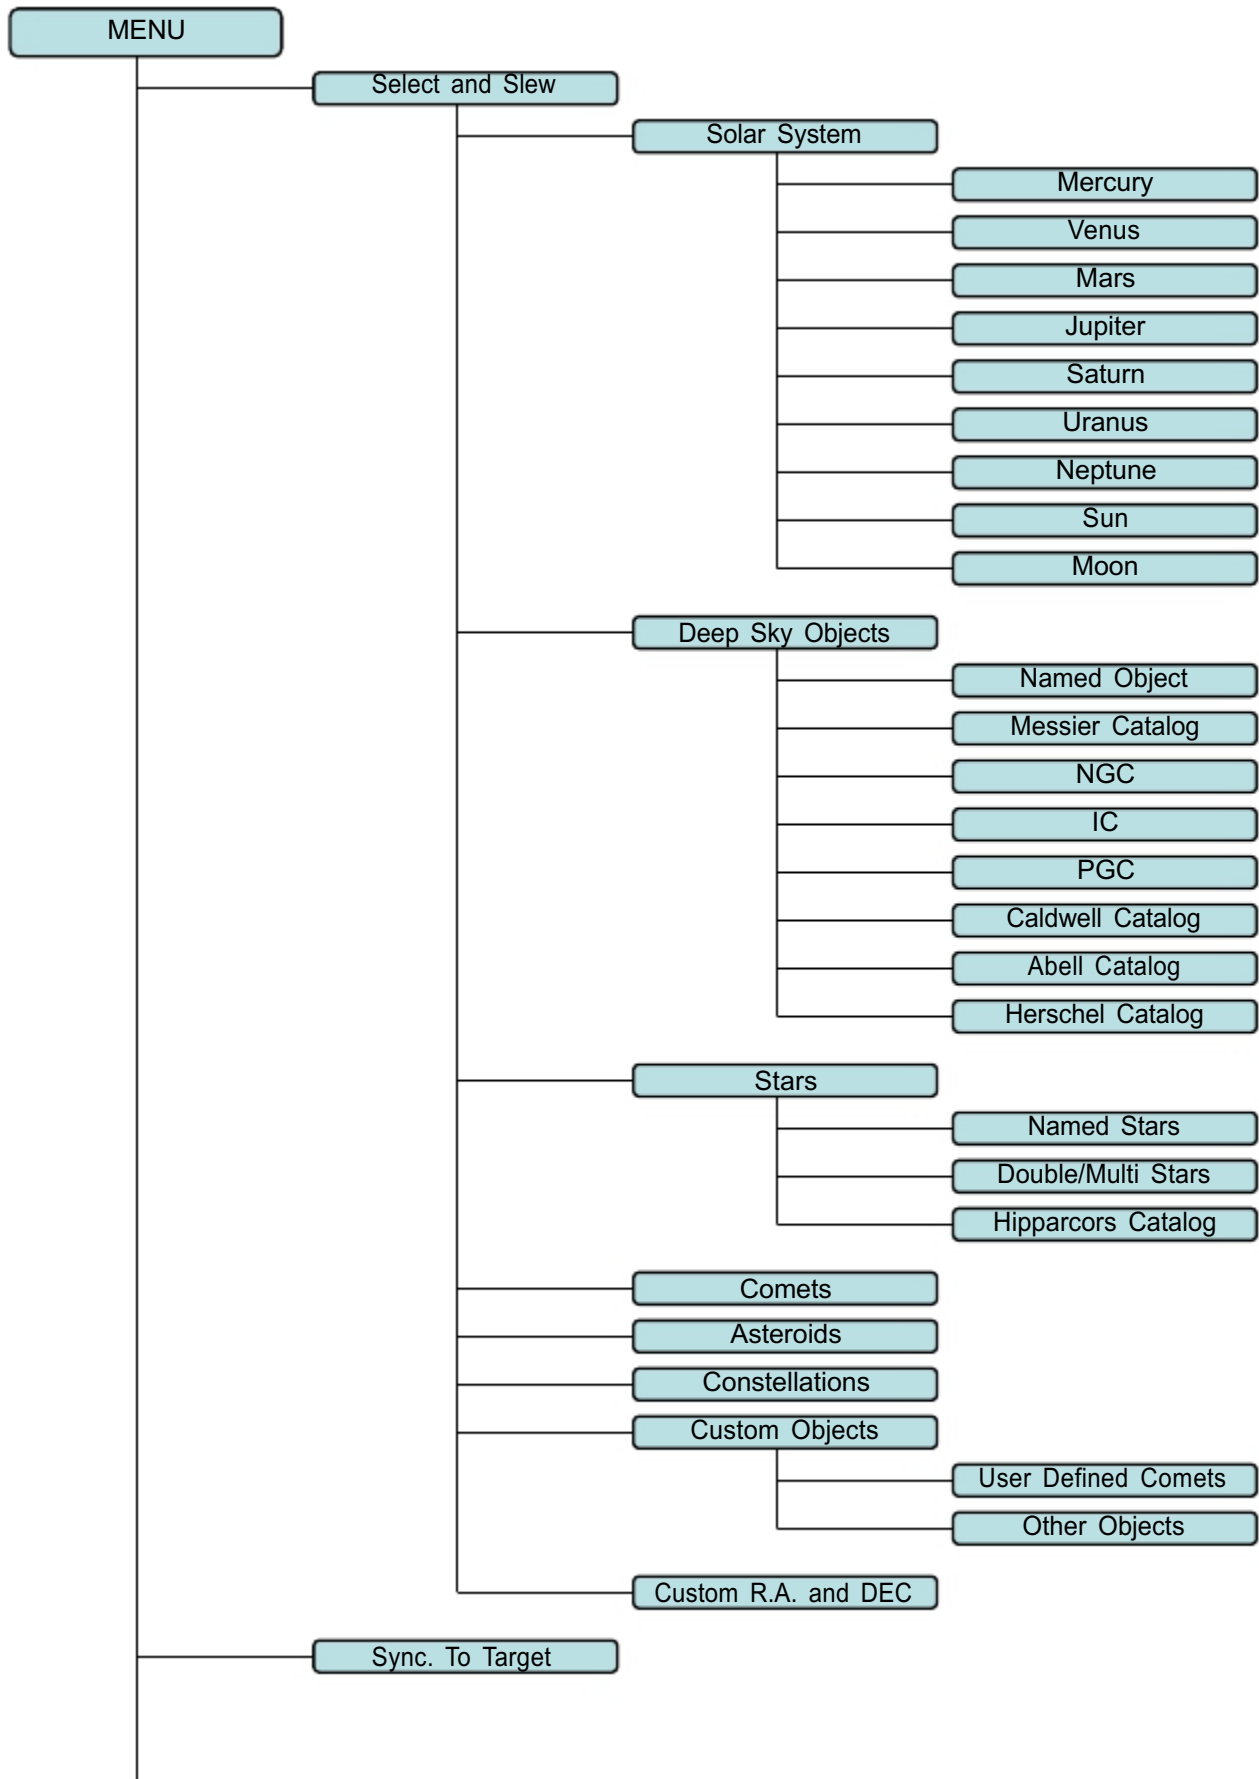 MENU
Select and Slew
Solar System
Mercury
Venus
Mars
Jupiter
Saturn
Uranus
Neptune
Sun
Moon
Deep Sky Objects
Named Object
Messier Catalog
NGC
IC
PGC
Caldwell Catalog
Abell Catalog
Herschel Catalog
Stars
Named Stars
Double/Multi Stars
Hipparcors Catalog
Comets
Asteroids
Constellations
Custom Objects
User Defined Comets
Other Objects
Custom R.A. and DEC
Sync. To Target